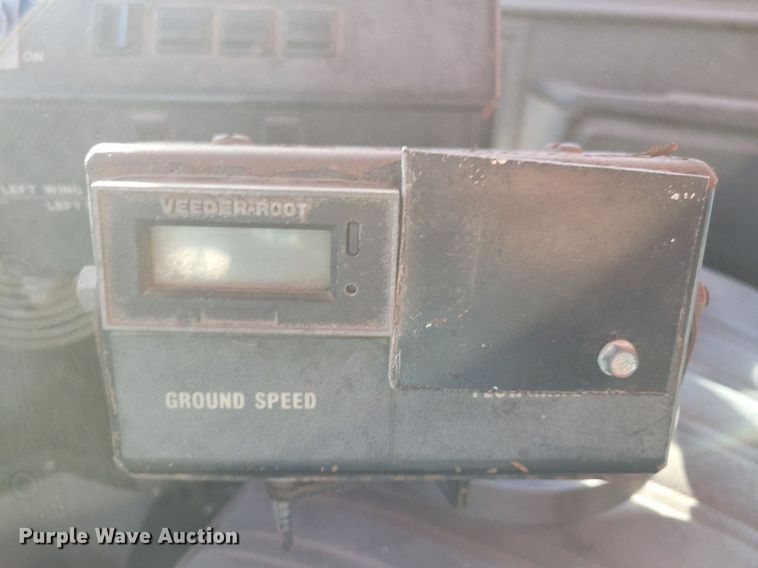 ON
LEFT WING
LEFT
VEEDER-ROOT
GROUND SPEED
Purple Wave Auction